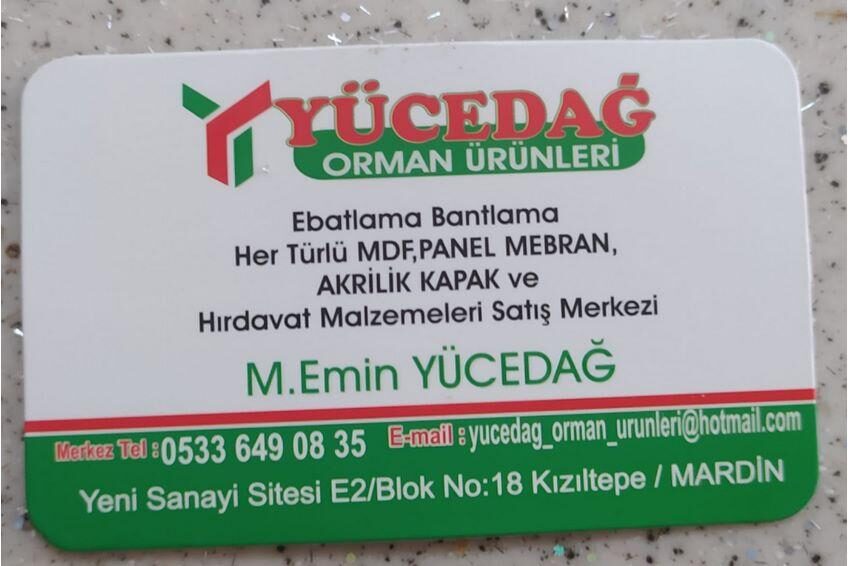 YÜCEDAĞ
ORMAN ÜRÜNLERİ
Ebatlama Bantlama
Her Türlü MDF,PANEL MEBRAN,
AKRİLİK KAPAK ve
Hırdavat Malzemeleri Satış Merkezi
M.Emin YÜCEDAĞ
Merkez Tel : 0533 649 08 35 E-mail : yucedag_orman_urunleri@hotmail.com
Yeni Sanayi Sitesi E2/Blok No:18 Kızıltepe / MARDİN